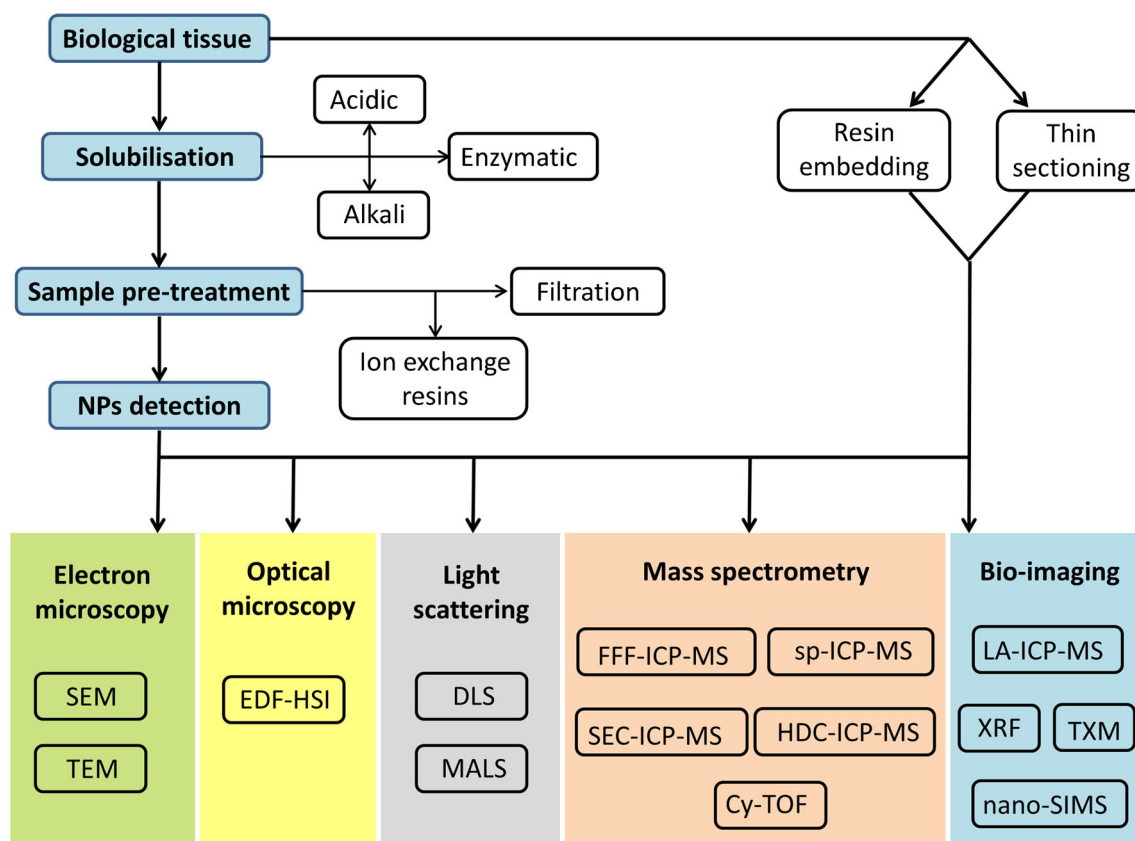 Biological tissue
Acidic
Solubilisation
Enzymatic
Alkali
Resin
embedding
Thin
sectioning
Sample pre-treatment
Filtration
Ion exchange
resins
NPs detection
Electron
microscopy
SEM
TEM
Optical
microscopy
EDF-HSI
Light
scattering
DLS
MALS
Mass spectrometry
FFF-ICP-MS
sp-ICP-MS
SEC-ICP-MS
HDC-ICP-MS
Cy-TOF
Bio-imaging
LA-ICP-MS
XRF
TXM
nano-SIMS